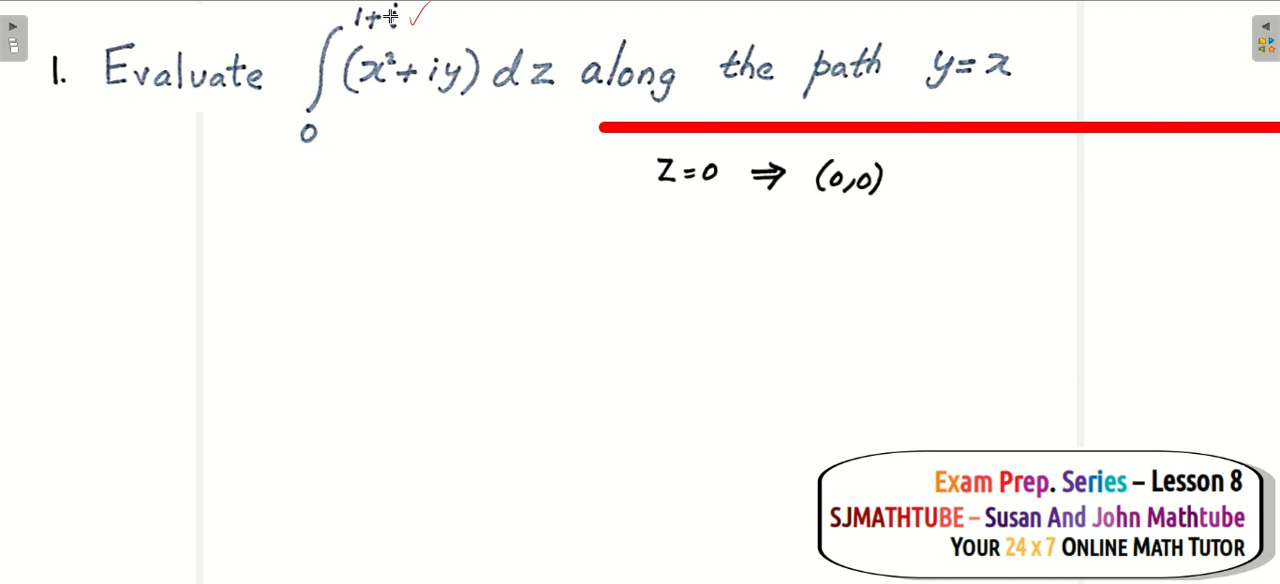 1. Evaluate ∫₀^{1+i} (x²+iy) dz along the path y=x
z=0 ⇒ (0,0)
Exam Prep. Series – Lesson 8
SJMATHTUBE – Susan And John Mathtube
YOUR 24 x 7 ONLINE MATH TUTOR